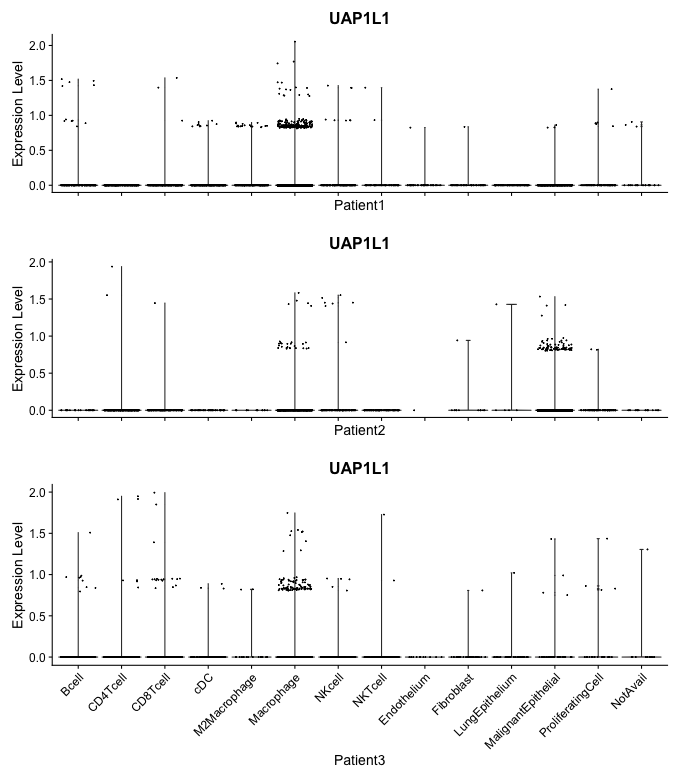 UAP1L1
Expression Level
2.0
1.5
1.0
0.5
0.0
Patient1
UAP1L1
Expression Level
2.0
1.5
1.0
0.5
0.0
Patient2
UAP1L1
Expression Level
2.0
1.5
1.0
0.5
0.0
Bcell
CD4Tcell
CD8Tcell
cDC
M2Macrophage
Macrophage
NKcell
NKTcell
Endothelium
Fibroblast
LungEpithelium
MalignantEpithelial
ProliferatingCell
NotAvail
Patient3